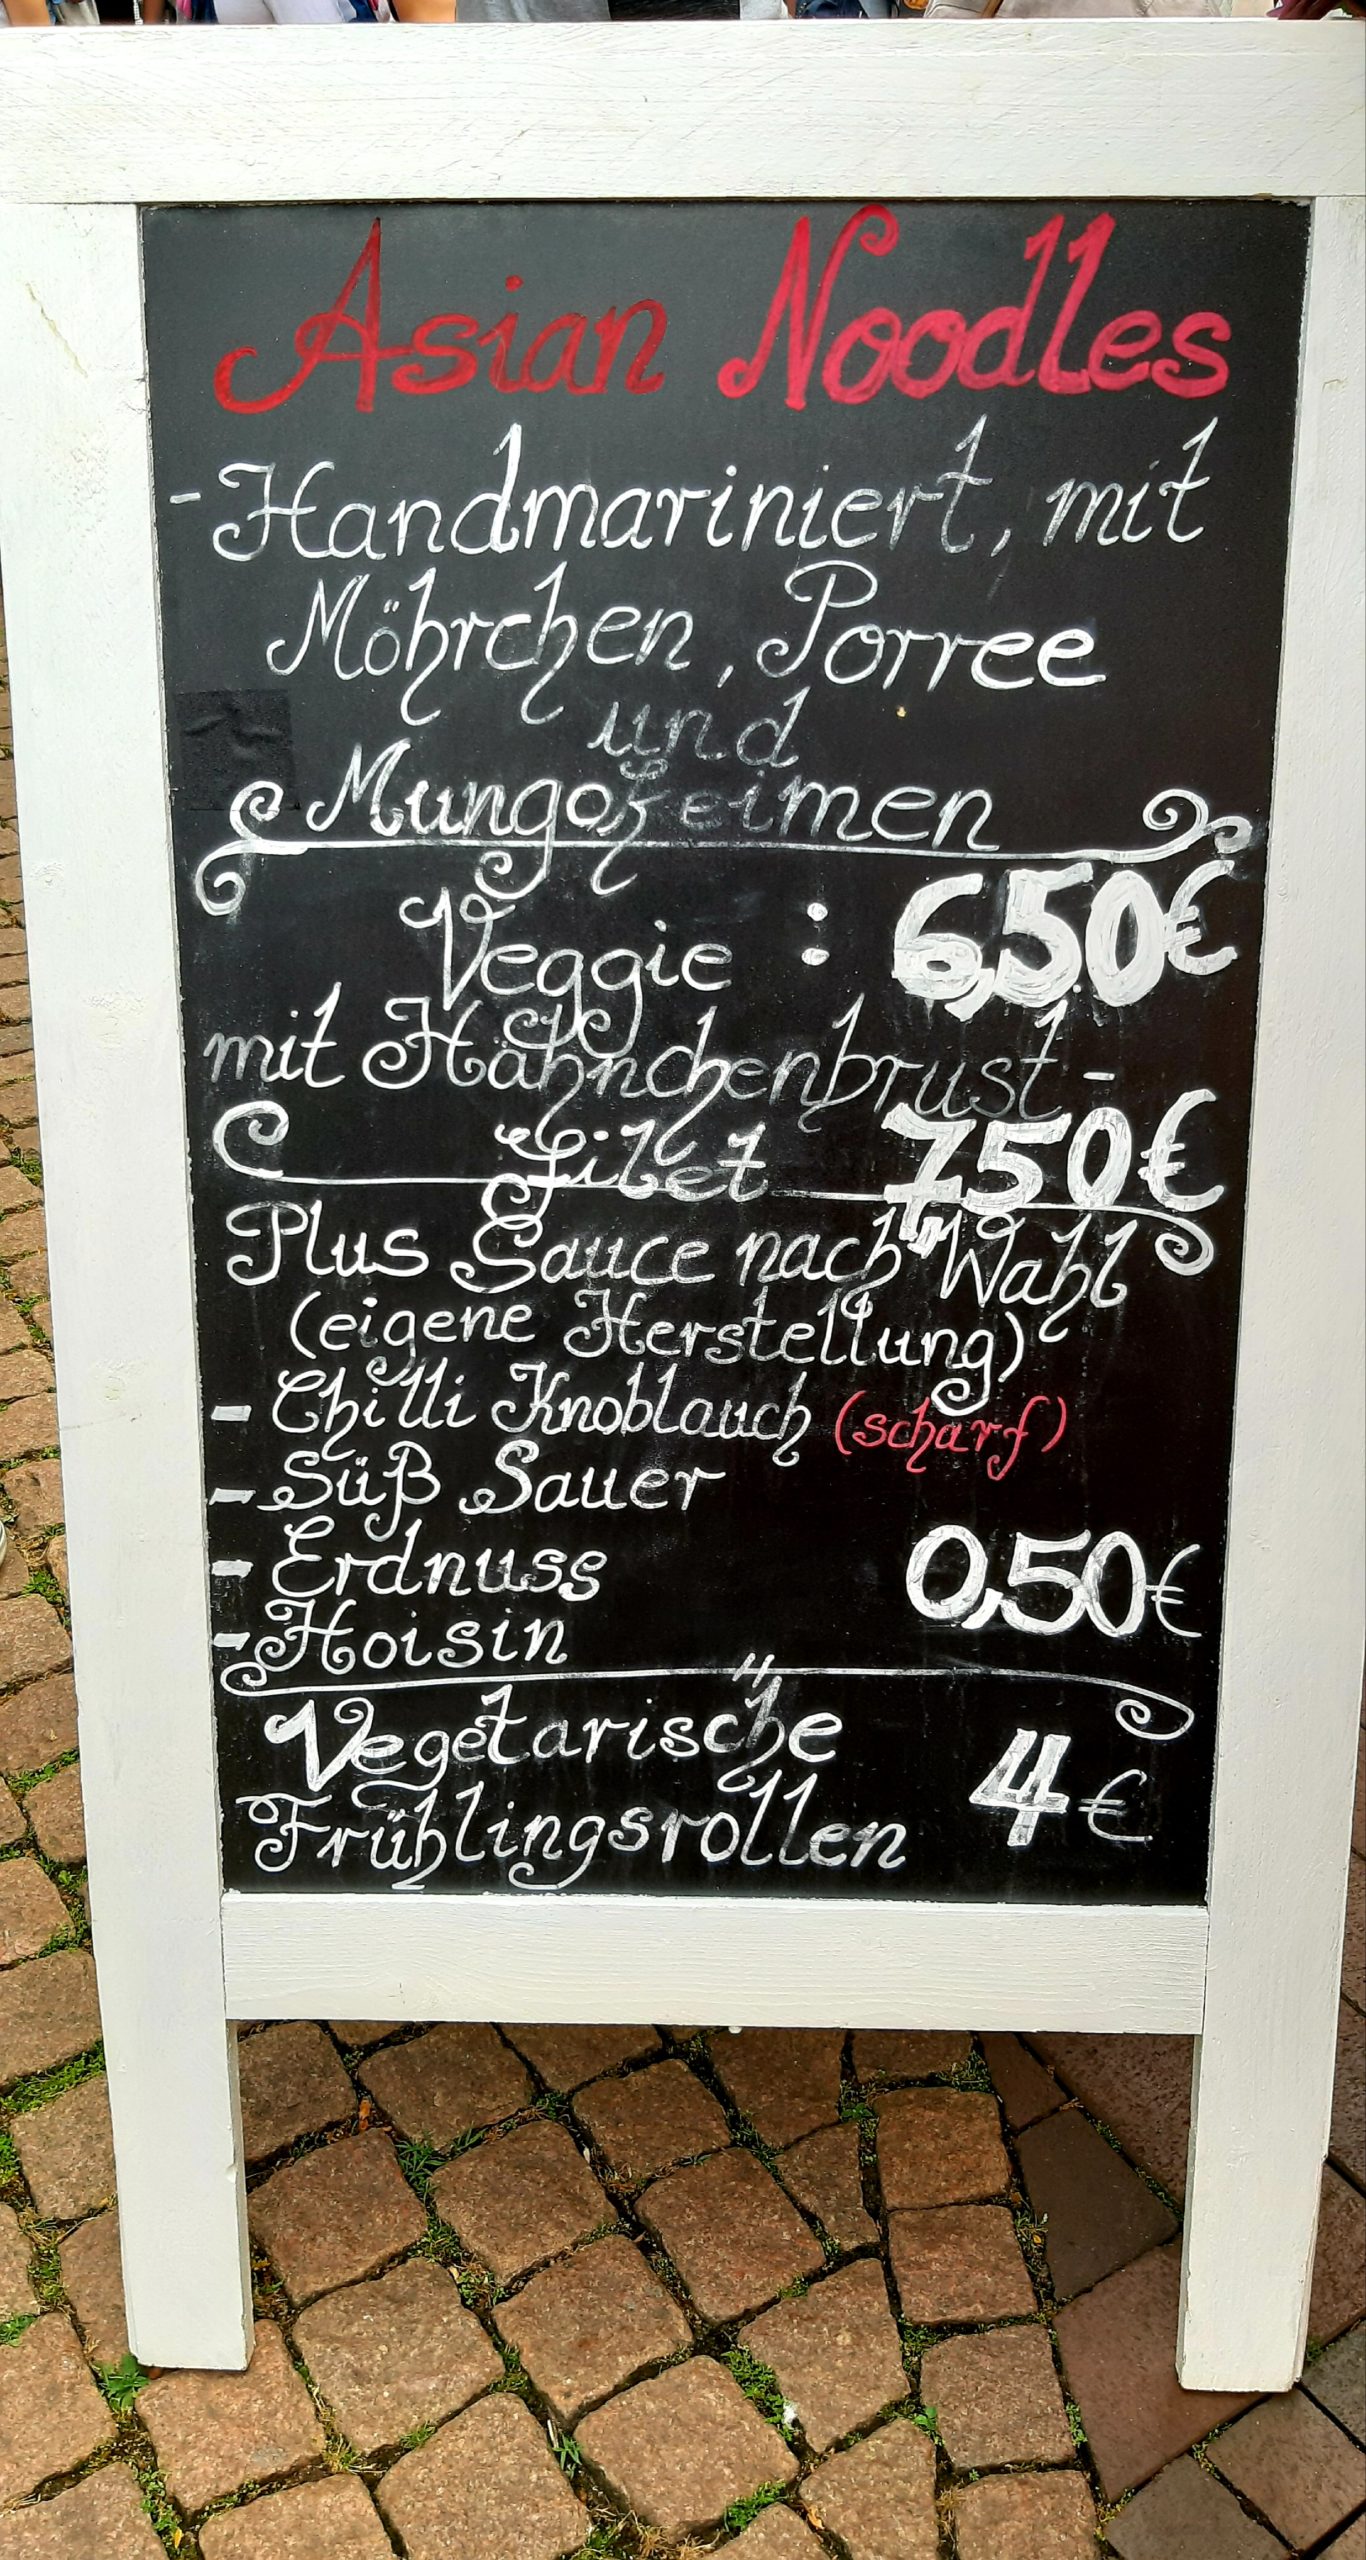 Asian Noodles
-Handmariniert, mit
Möhrchen, Porree
und
Mungokeimen
Veggie : 6,50€
mit Hähnchenbrust-
filet 7,50€
Plus Sauce nach Wahl
(eigene Herstellung)
- Chilli Knoblauch (scharf)
- Süß Sauer
- Erdnuss 0,50€
- Hoisin
Vegetarische
Frühlingsrollen 4€